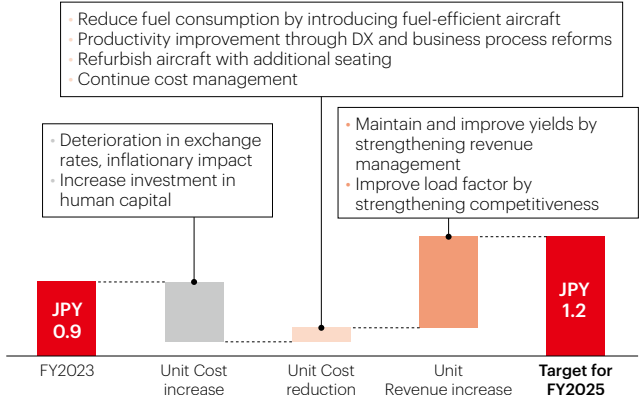 • Reduce fuel consumption by introducing fuel-efficient aircraft
• Productivity improvement through DX and business process reforms
• Refurbish aircraft with additional seating
• Continue cost management
• Deterioration in exchange
rates, inflationary impact
• Increase investment in
human capital
• Maintain and improve yields by
strengthening revenue
management
• Improve load factor by
strengthening competitiveness
JPY
0.9
JPY
1.2
FY2023
Unit Cost
increase
Unit Cost
reduction
Unit
Revenue increase
Target for
FY2025